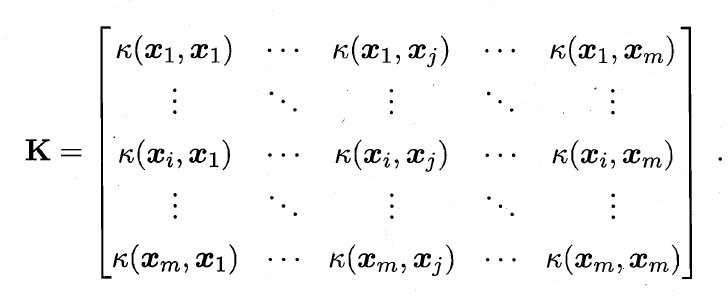 κ(x₁, x₁) ⋯ κ(x₁, xⱼ) ⋯ κ(x₁, xₘ)
⋮ ⋱ ⋮ ⋱ ⋮
K = κ(xᵢ, x₁) ⋯ κ(xᵢ, xⱼ) ⋯ κ(xᵢ, xₘ) .
⋮ ⋱ ⋮ ⋱ ⋮
κ(xₘ, x₁) ⋯ κ(xₘ, xⱼ) ⋯ κ(xₘ, xₘ)